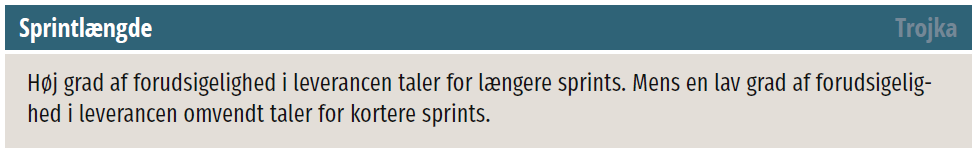 Sprintlængde Trojka
Høj grad af forudsigelighed i leverancen taler for længere sprints. Mens en lav grad af forudsigelig-
hed i leverancen omvendt taler for kortere sprints.